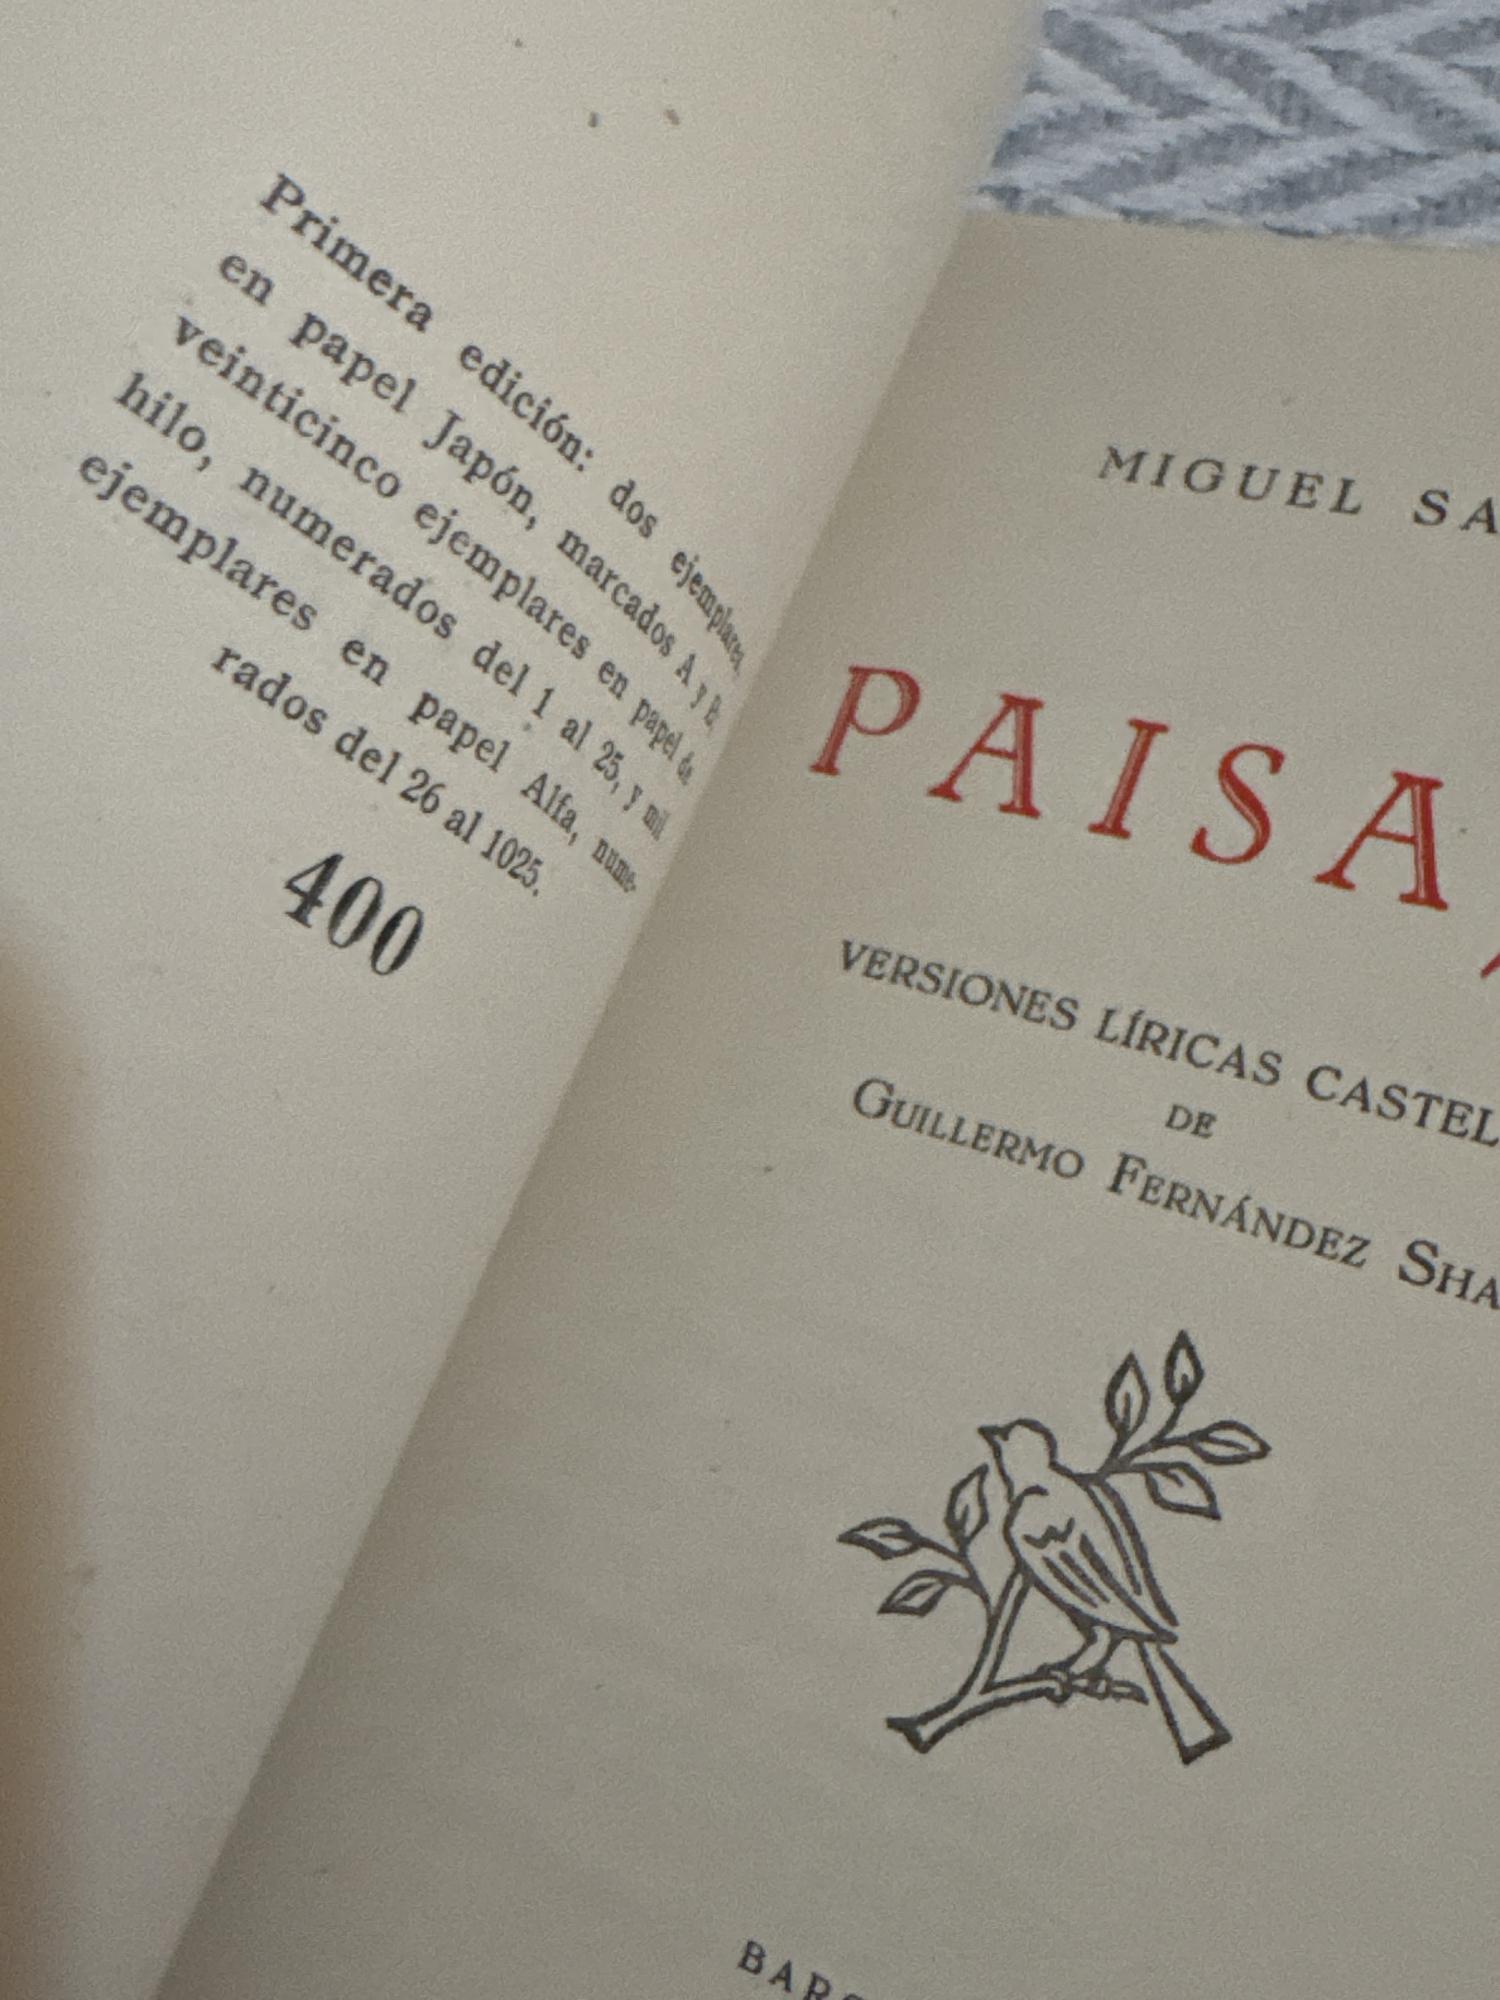 Primera edición: dos ejemplares,
en papel Japón, marcados A y B;
veinticinco ejemplares en papel de
hilo, numerados del 1 al 25, y mil
ejemplares en papel Alfa, nume-
rados del 26 al 1025.
400
MIGUEL SA
PAISA
VERSIONES LÍRICAS CASTEL
DE
GUILLERMO FERNÁNDEZ SHA
BARC